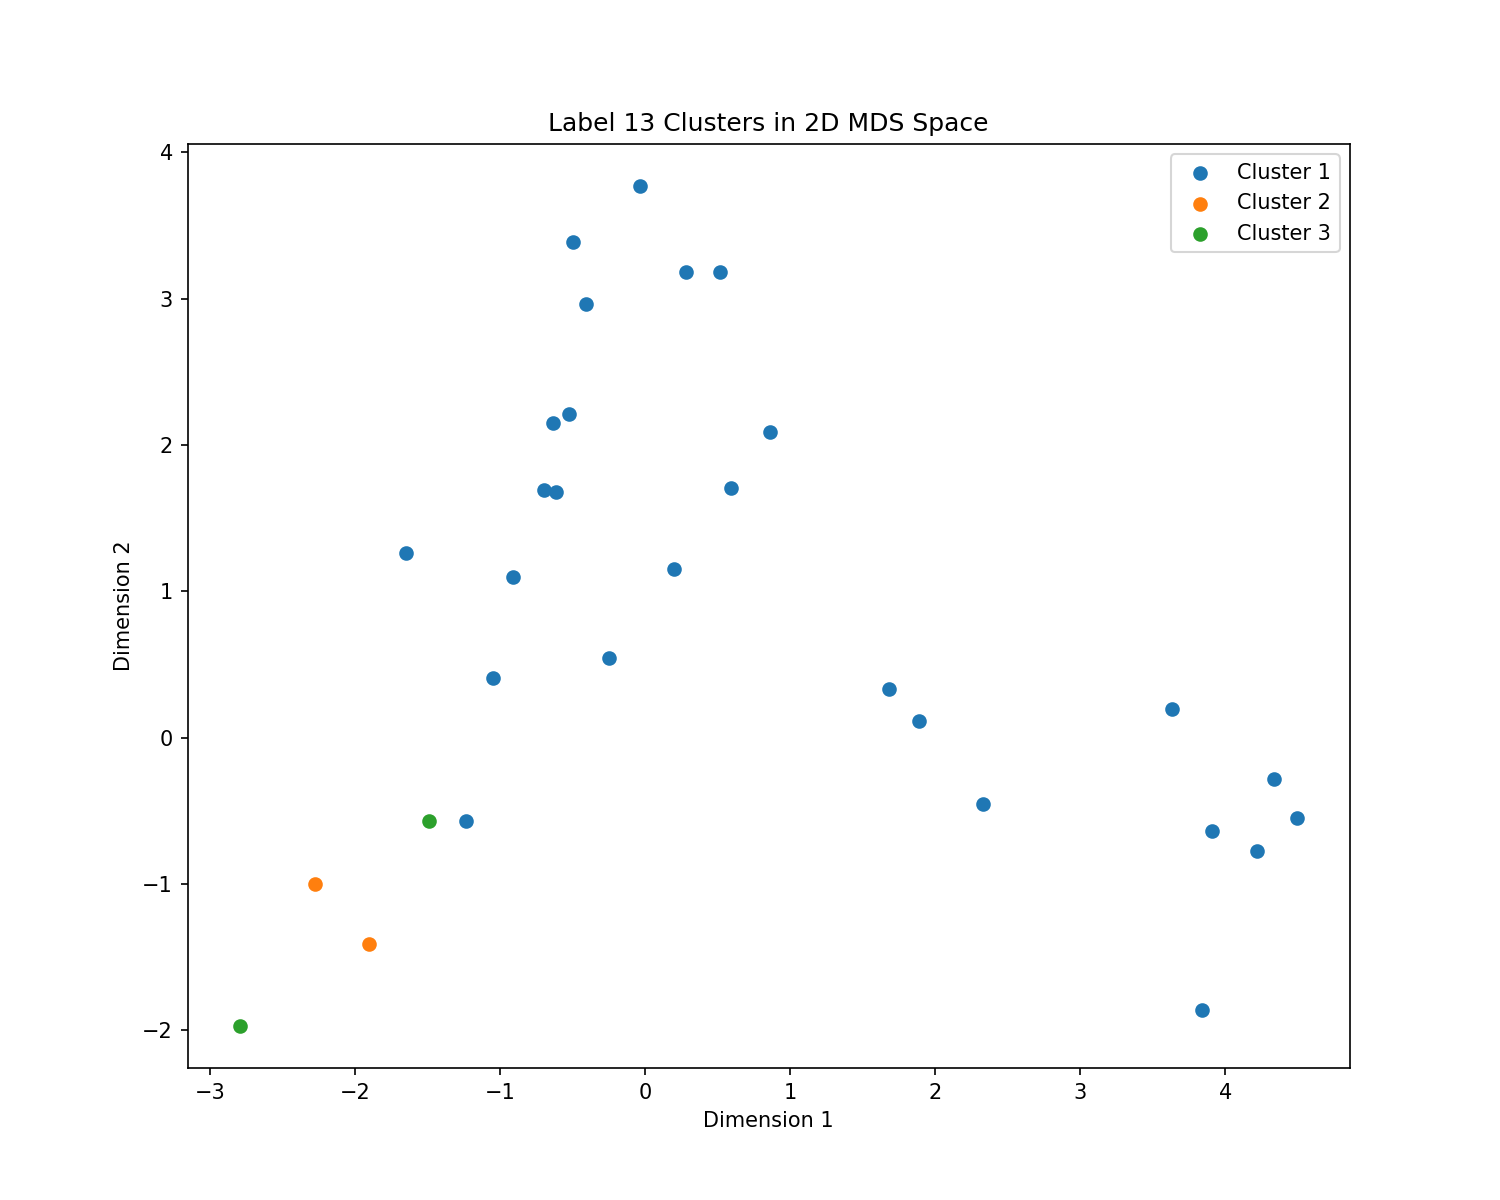 Label 13 Clusters in 2D MDS Space
Cluster 1
Cluster 2
Cluster 3
Dimension 2
4
3
2
1
0
−1
−2
−3 −2 −1 0 1 2 3 4
Dimension 1